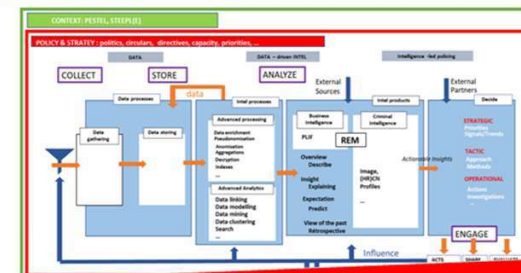 CONTEXT: PESTEL, STEEPL(E)
POLICY & STRATEY : politics, circulars, directives, capacity, priorities, ...
DATA
DATA – driven INTEL
Intelligence -led policing
COLLECT
STORE
ANALYZE
External Sources
External Partners
data
Data processes
Data gathering
Data storing
Intel processes
Advanced processing
Data enrichment
Pseudonimisation
Anonimisation
Aggregations
Decryption
Indexes
...
Advanced Analytics
Data linking
Data modelling
Data mining
Data clustering
Search
...
Intel products
Business Intelligence
Criminal Intelligence
PLIF
REM
Overview
Describe
Insight
Explaining
Expectation
Predict
View of the past
Retrospective
Image,
(HR)CN
Profiles
...
Actionable Insights
Decide
STRATEGIC
Priorities
Signals/Trends
TACTIC
Approach
Methods
OPERATIONAL
Actions
Investigations
...
ENGAGE
Influence
ACTS
SHARE
EVALUATE